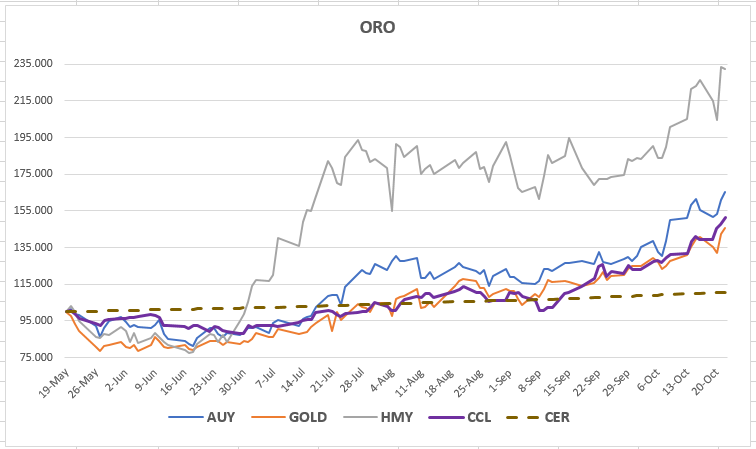 ORO
235.000
215.000
195.000
175.000
155.000
135.000
115.000
95.000
75.000
19-May
26-May
2-Jun
9-Jun
16-Jun
23-Jun
30-Jun
7-Jul
14-Jul
21-Jul
28-Jul
4-Aug
11-Aug
18-Aug
25-Aug
1-Sep
8-Sep
15-Sep
22-Sep
29-Sep
6-Oct
13-Oct
20-Oct
AUY GOLD HMY CCL CER